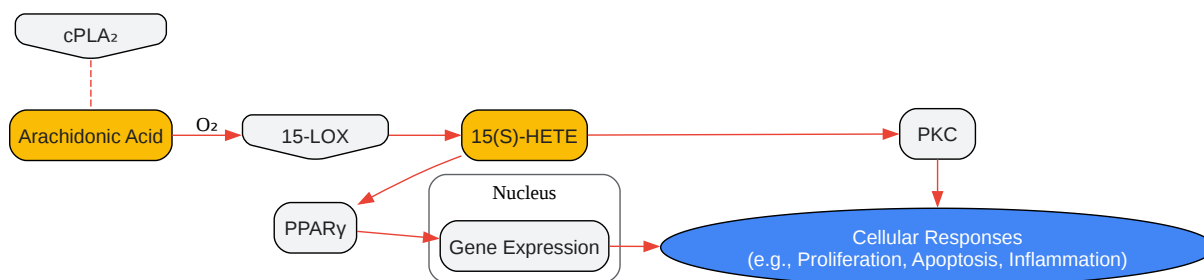 cPLA₂
Arachidonic Acid
O₂
15-LOX
15(S)-HETE
PKC
Nucleus
PPARγ
Gene Expression
Cellular Responses
(e.g., Proliferation, Apoptosis, Inflammation)